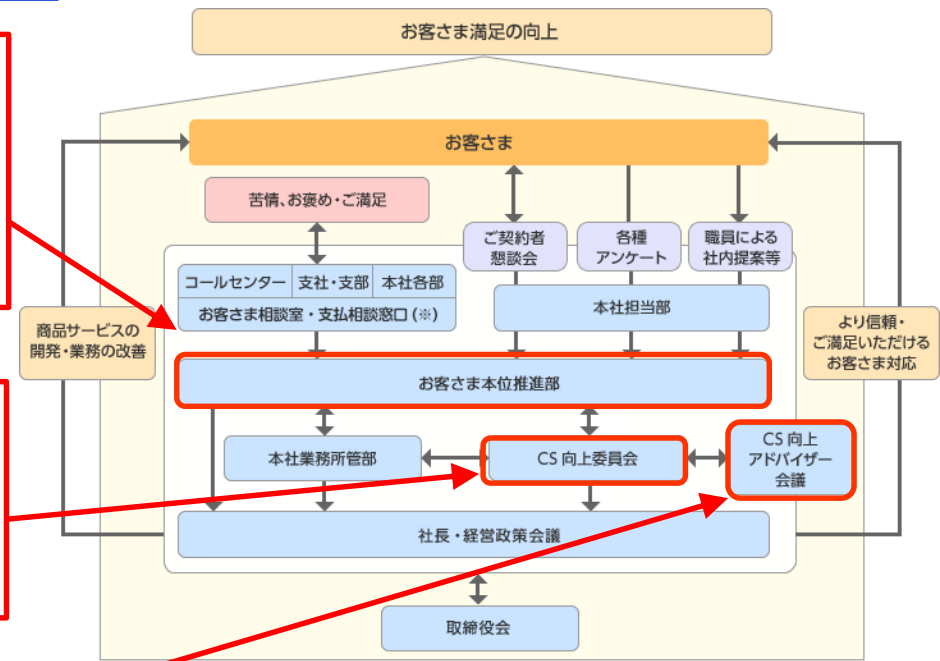 お客さま満足の向上
お客さま
苦情、お褒め・ご満足
ご契約者
懇談会
各種
アンケート
職員による
社内提案等
コールセンター
支社・支部
本社各部
お客さま相談室・支払相談窓口(※)
本社担当部
商品サービスの
開発・業務の改善
より信頼・
ご満足いただける
お客さま対応
お客さま本位推進部
本社業務所管部
CS向上委員会
CS向上
アドバイザー
会議
社長・経営政策会議
取締役会